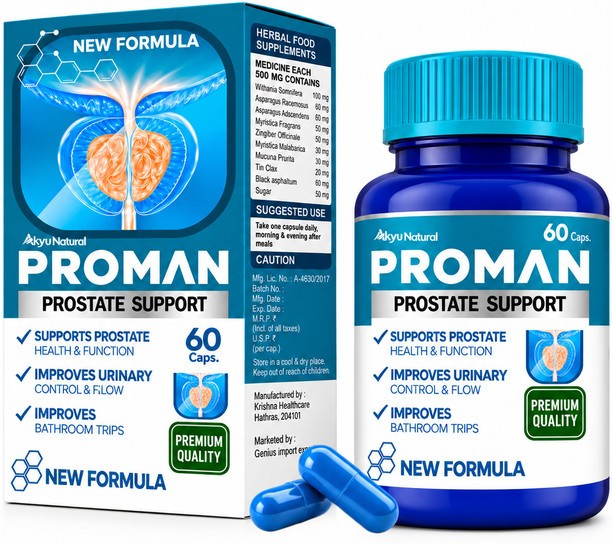 NEW FORMULA
Akyu Natural
PROMAN
PROSTATE SUPPORT
SUPPORTS PROSTATE
HEALTH & FUNCTION
IMPROVES URINARY
CONTROL & FLOW
IMPROVES
BATHROOM TRIPS
60
Caps.
PREMIUM
QUALITY
NEW FORMULA
HERBAL FOOD
SUPPLEMENTS
MEDICINE EACH
500 MG CONTAINS
Withania Somnifera 100 mg
Asparagus Racemosus 60 mg
Asparagus Adscendens 60 mg
Myristica Fragrans 50 mg
Zingiber Officinale 50 mg
Myristica Malabarica 30 mg
Mucuna Prurita 30 mg
Tin Clax 20 mg
Black asphaltum 60 mg
Sugar 50 mg
SUGGESTED USE
Take one capsule daily,
morning & evening after
meals
CAUTION
Mfg. Lic. No. : A-4630/2017
Batch No. :
Mfg. Date :
Exp. Date :
M.R.P. ₹
(Incl. of all taxes)
U.S.P. ₹
(per cap.)
Store in a cool & dry place.
Keep out of reach of children.
Manufactured by :
Krishna Healthcare
Hathras, 204101
Marketed by :
Genius import
60 Caps.
Akyu Natural
PROMAN
PROSTATE SUPPORT
SUPPORTS PROSTATE
HEALTH & FUNCTION
IMPROVES URINARY
CONTROL & FLOW
IMPROVES
BATHROOM TRIPS
PREMIUM
QUALITY
NEW FORMULA